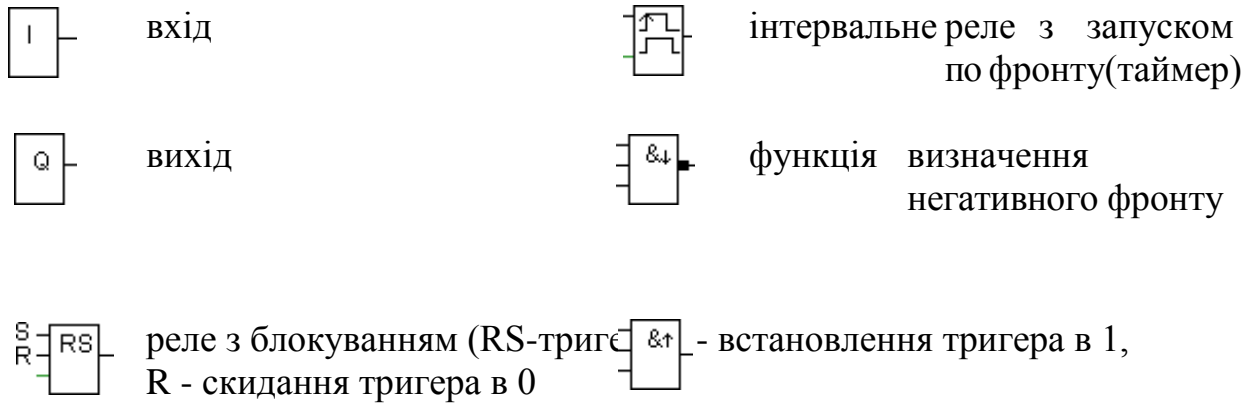 I вхід
інтервальне реле з запуском
по фронту(таймер)
Q вихід
&↓ функція визначення
негативного фронту
S
R
RS
реле з блокуванням (RS-триге &↑ - встановлення тригера в 1,
R - скидання тригера в 0